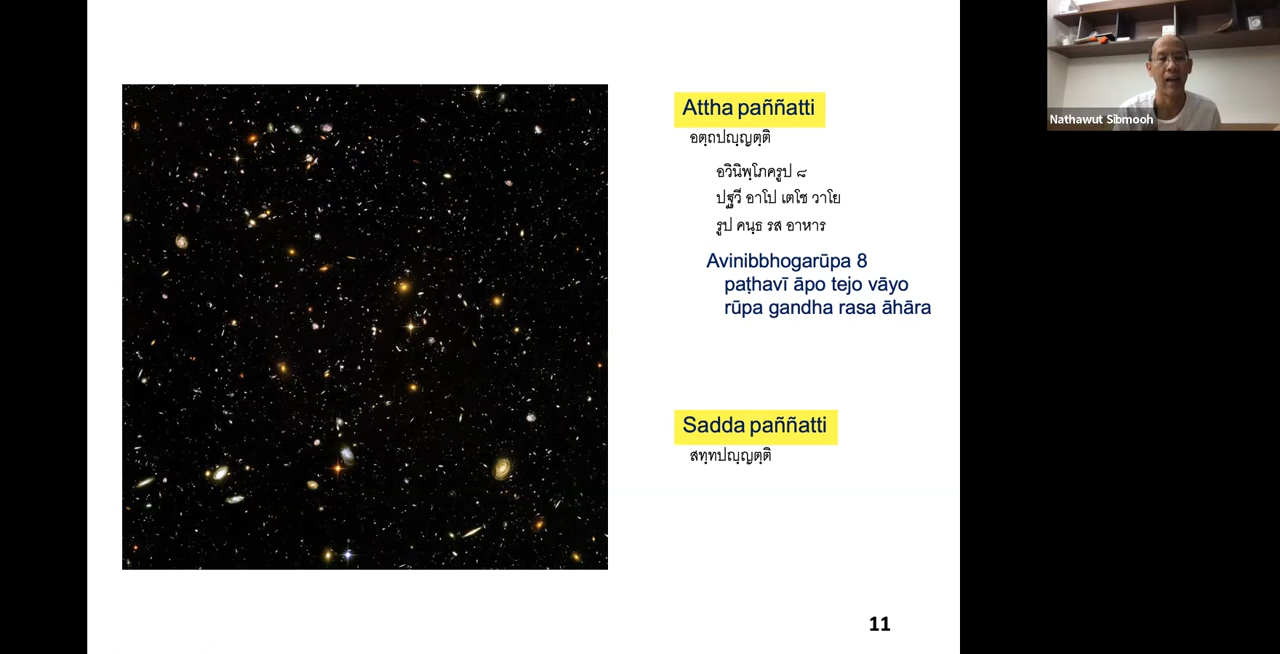 Attha paññatti
อตฺถปญฺญตฺติ
อวินิพฺโภครูป ๘
ปฐวี อาโป เตโช วาโย
รูป คนฺธ รส อาหาร
Avinibbhogarūpa 8
paṭhavī āpo tejo vāyo
rūpa gandha rasa āhāra
Sadda paññatti
สทฺทปญฺญตฺติ
11
Nathawut Sibmooh